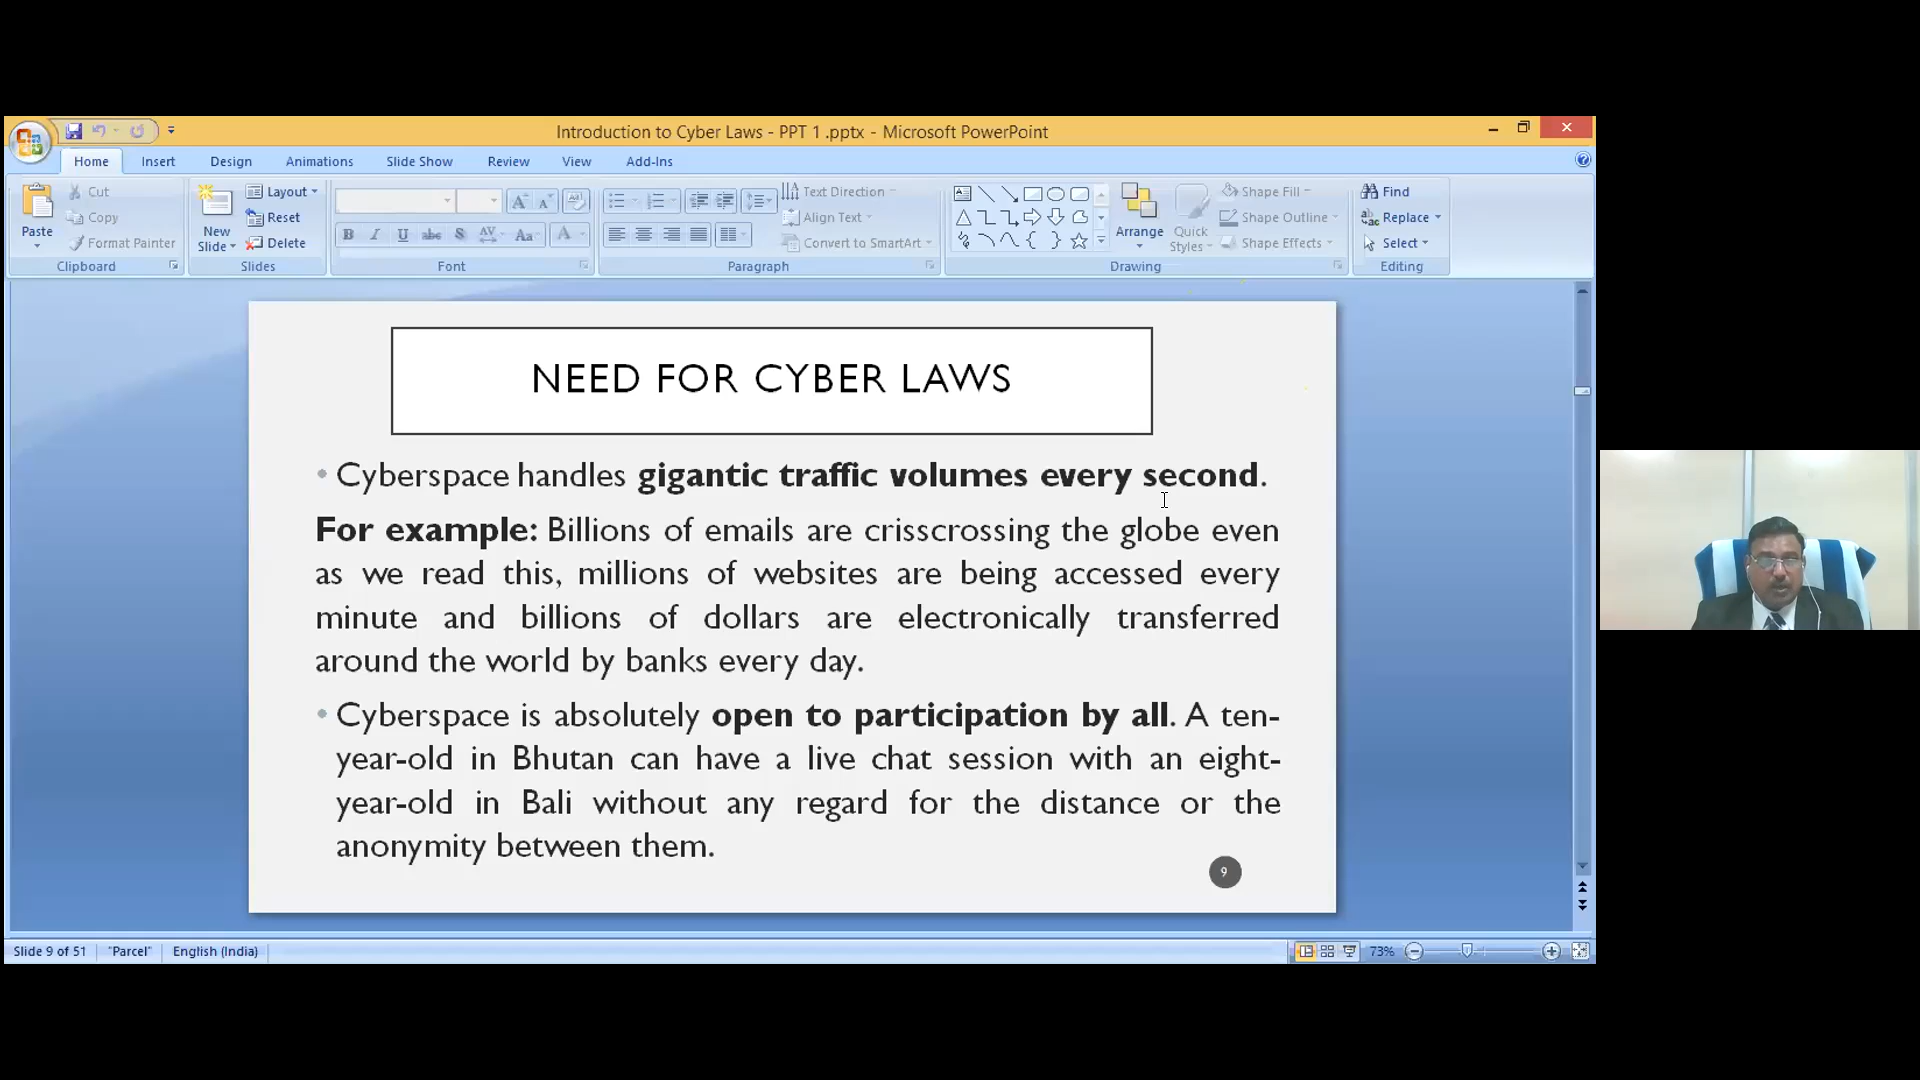 Introduction to Cyber Laws - PPT 1 .pptx - Microsoft PowerPoint
Home Insert Design Animations Slide Show Review View Add-Ins
Paste
Cut
Copy
Format Painter
Clipboard
New
Slide
Layout
Reset
Delete
Slides
B I U abc S AV Aa A
Font
Text Direction
Align Text
Convert to SmartArt
Paragraph
Arrange
Quick
Styles
Shape Fill
Shape Outline
Shape Effects
Drawing
Find
Replace
Select
Editing
NEED FOR CYBER LAWS
• Cyberspace handles gigantic traffic volumes every second.
For example: Billions of emails are crisscrossing the globe even
as we read this, millions of websites are being accessed every
minute and billions of dollars are electronically transferred
around the world by banks every day.
• Cyberspace is absolutely open to participation by all. A ten-
year-old in Bhutan can have a live chat session with an eight-
year-old in Bali without any regard for the distance or the
anonymity between them.
9
Slide 9 of 51 "Parcel" English (India) 73%